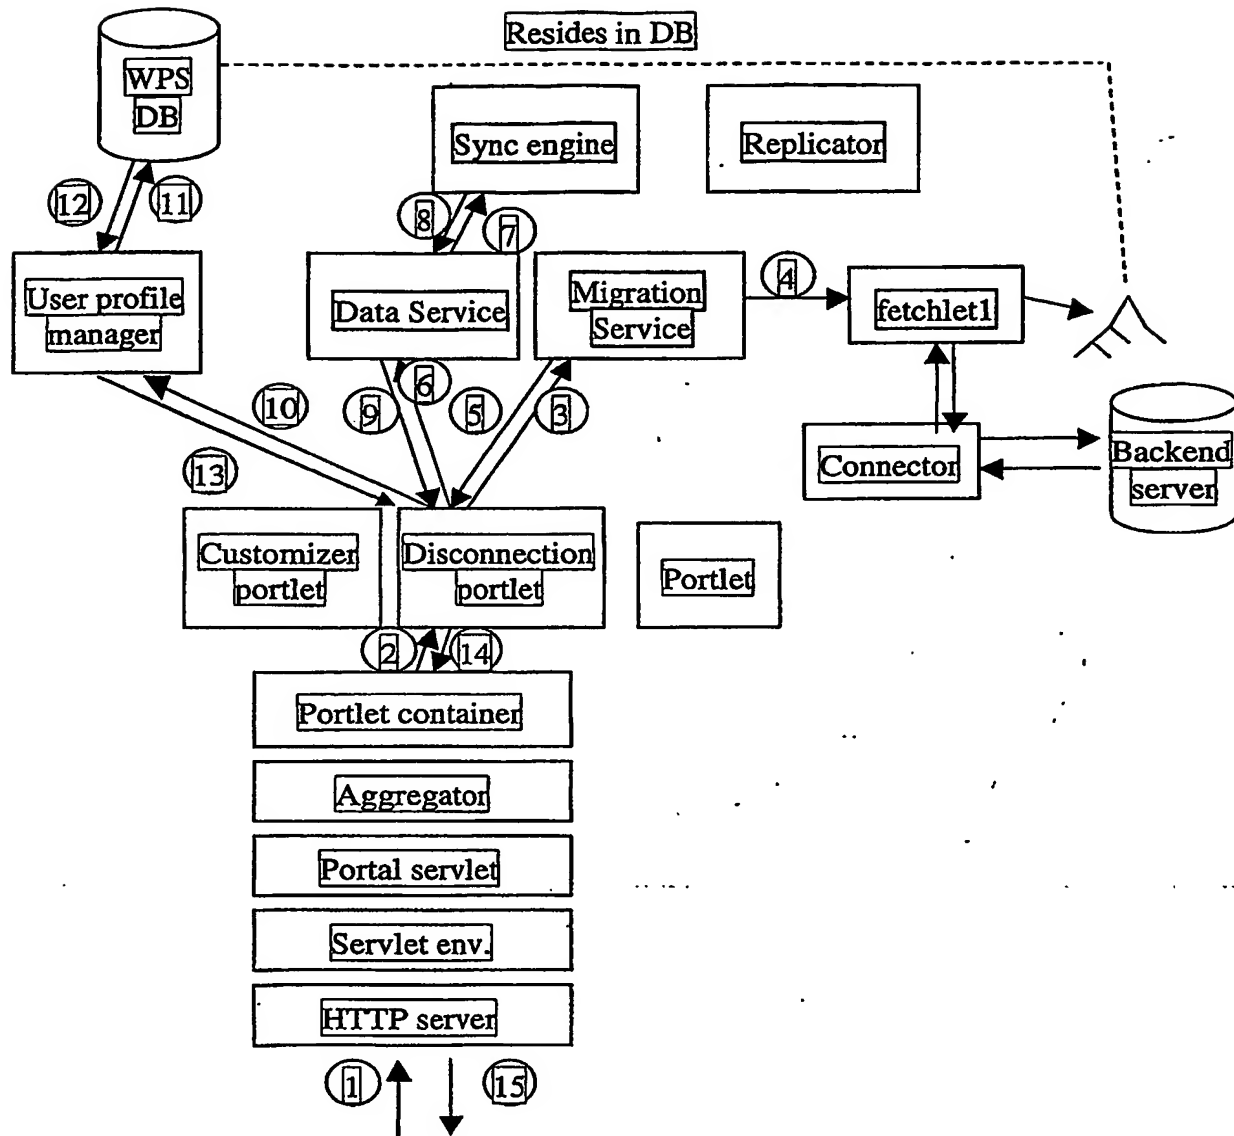 Resides in DB
WPS
DB
Sync engine
Replicator
12
11
8
7
4
User profile
manager
Data Service
Migration
Service
fetchlet1
10
9
6
5
3
13
Connector
Backend
server
Customizer
portlet
Disconnection
portlet
Portlet
2
14
Portlet container
Aggregator
Portal servlet
Servlet env.
HTTP server
1
15